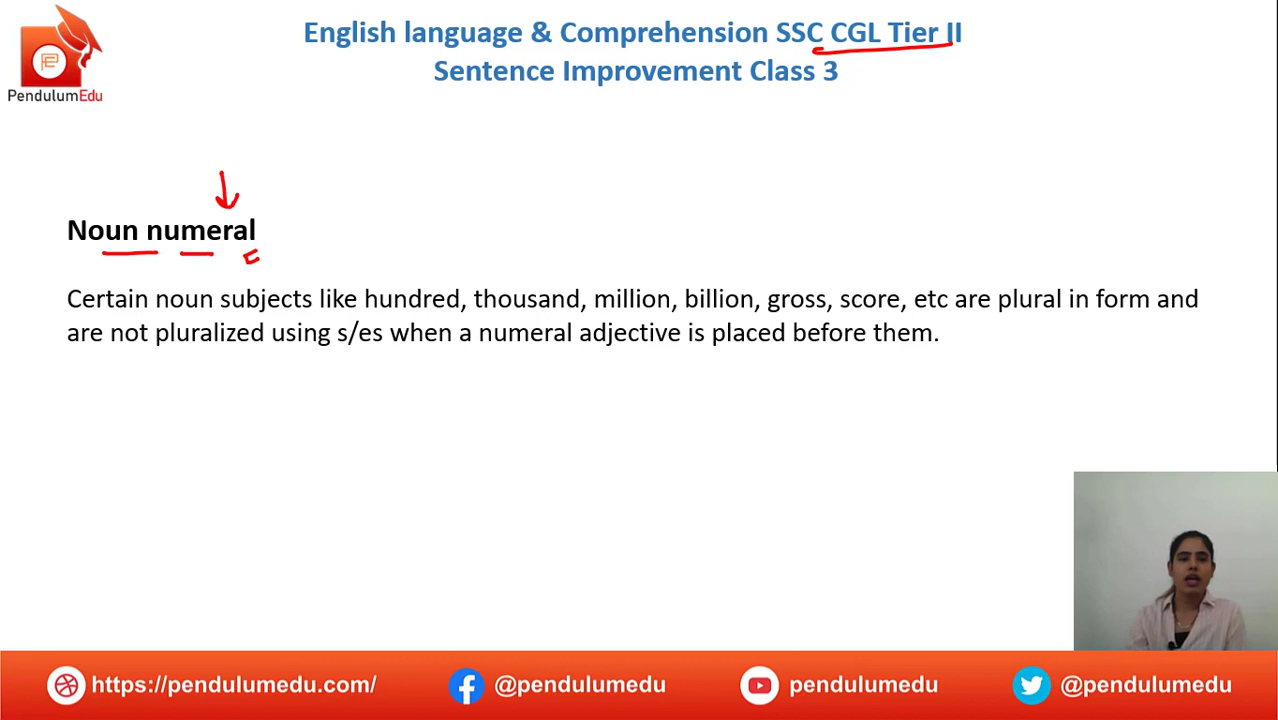 English language & Comprehension SSC CGL Tier II
Sentence Improvement Class 3
PendulumEdu
Noun numeral
Certain noun subjects like hundred, thousand, million, billion, gross, score, etc are plural in form and
are not pluralized using s/es when a numeral adjective is placed before them.
https://pendulumedu.com/
@pendulumedu
pendulumedu
@pendulumedu